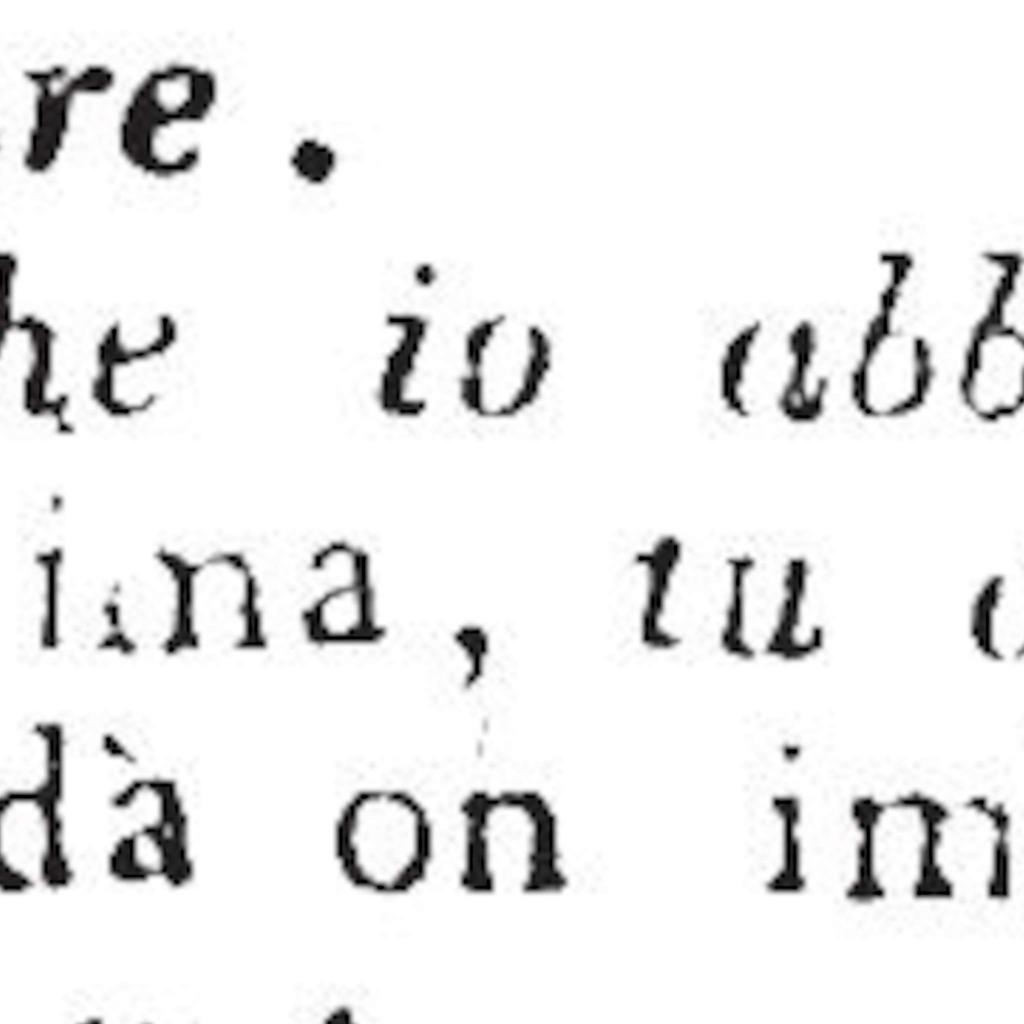 re .
he io abb
ina, tu
dà on im